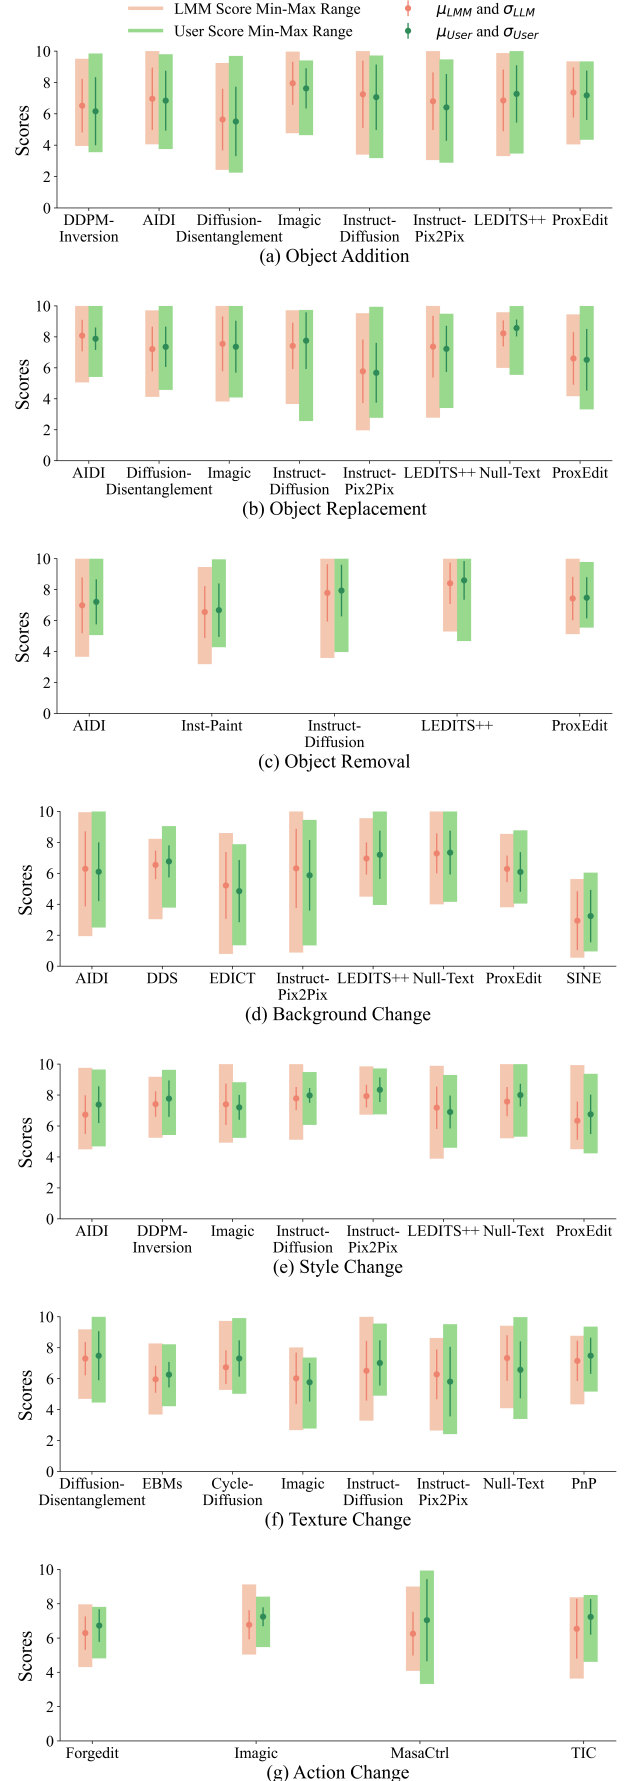 LMM Score Min-Max Range
μLMM and σLLM
User Score Min-Max Range
μUser and σUser
Scores
10
8
6
4
2
0
DDPM-Inversion AIDI Diffusion-Disentanglement Imagic Instruct-Diffusion Instruct-Pix2Pix LEDITS++ ProxEdit
(a) Object Addition
Scores
10
8
6
4
2
0
AIDI Diffusion-Disentanglement Imagic Instruct-Diffusion Instruct-Pix2Pix LEDITS++ Null-Text ProxEdit
(b) Object Replacement
Scores
10
8
6
4
2
0
AIDI Inst-Paint Instruct-Diffusion LEDITS++ ProxEdit
(c) Object Removal
Scores
10
8
6
4
2
0
AIDI DDS EDICT Instruct-Pix2Pix LEDITS++ Null-Text ProxEdit SINE
(d) Background Change
Scores
10
8
6
4
2
0
AIDI DDPM-Inversion Imagic Instruct-Diffusion Instruct-Pix2Pix LEDITS++ Null-Text ProxEdit
(e) Style Change
Scores
10
8
6
4
2
0
Diffusion-Disentanglement EBMs Cycle-Diffusion Imagic Instruct-Diffusion Instruct-Pix2Pix Null-Text PnP
(f) Texture Change
Scores
10
8
6
4
2
0
Forgedit Imagic MasaCtrl TIC
(g) Action Change